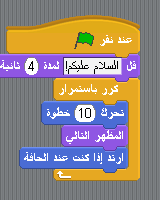 عند نقر
قل السلام عليكم! لمدة 4 ثانية
كرر باستمرار
تحرك 10 خطوة
المظهر التالي
ارتد إذا كنت عند الحافة